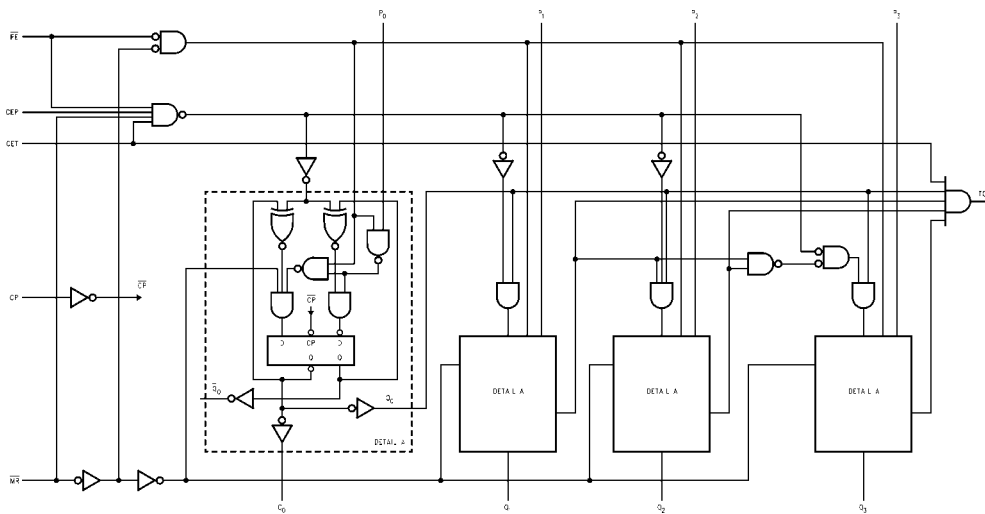 P0 P1 P2 P3
PE
CEP
CET
TC
CP
CP
CP
D CP D
Q Q
Q0
Q0
DETAIL A
DETAIL A
DETAIL A
DETAIL A
MR
Q0 Q Q2 Q3